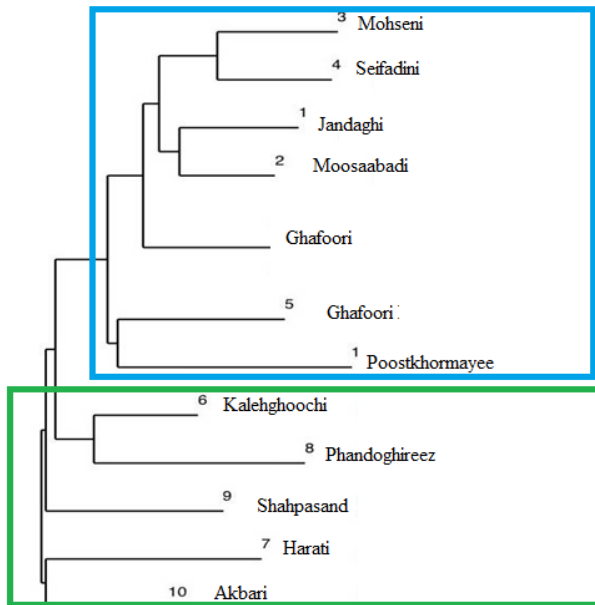 3 Mohseni
4 Seifadini
1 Jandaghi
2 Moosaabadi
Ghafoori
5 Ghafoori
1 Poostkhormayee
6 Kalehghoochi
8 Phandoghireez
9 Shahpasand
7 Harati
10 Akbari